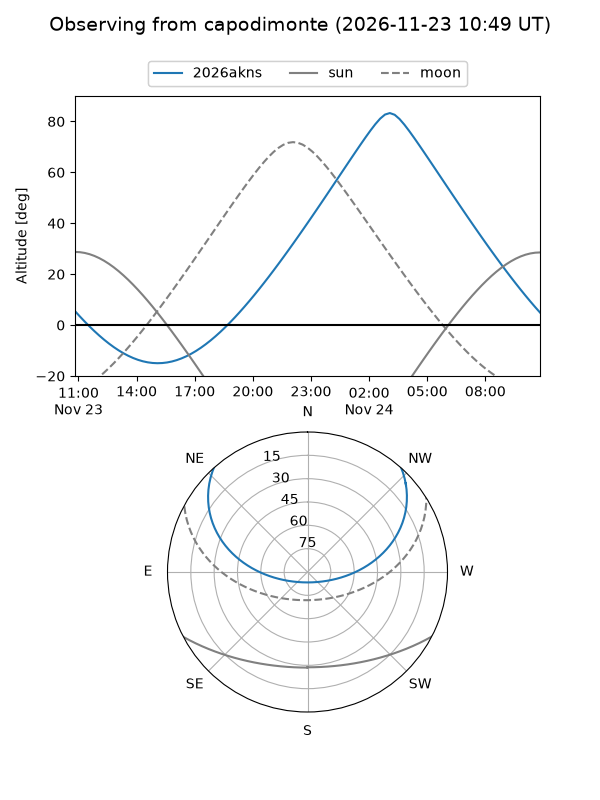 Observing from capodimonte (2026-11-23 10:49 UT)
2026akns sun moon
Altitude [deg]
80
60
40
20
0
−20
11:00 14:00 17:00 20:00 23:00 02:00 05:00 08:00
Nov 23 Nov 24
N
NE NW
15
30
45
60
75
E W
SE SW
S